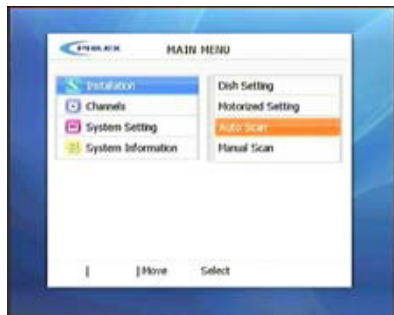 MAIN MENU
Installation
Channels
System Setting
System Information
Dish Setting
Motorized Setting
Auto Scan
Manual Scan
| | Move Select